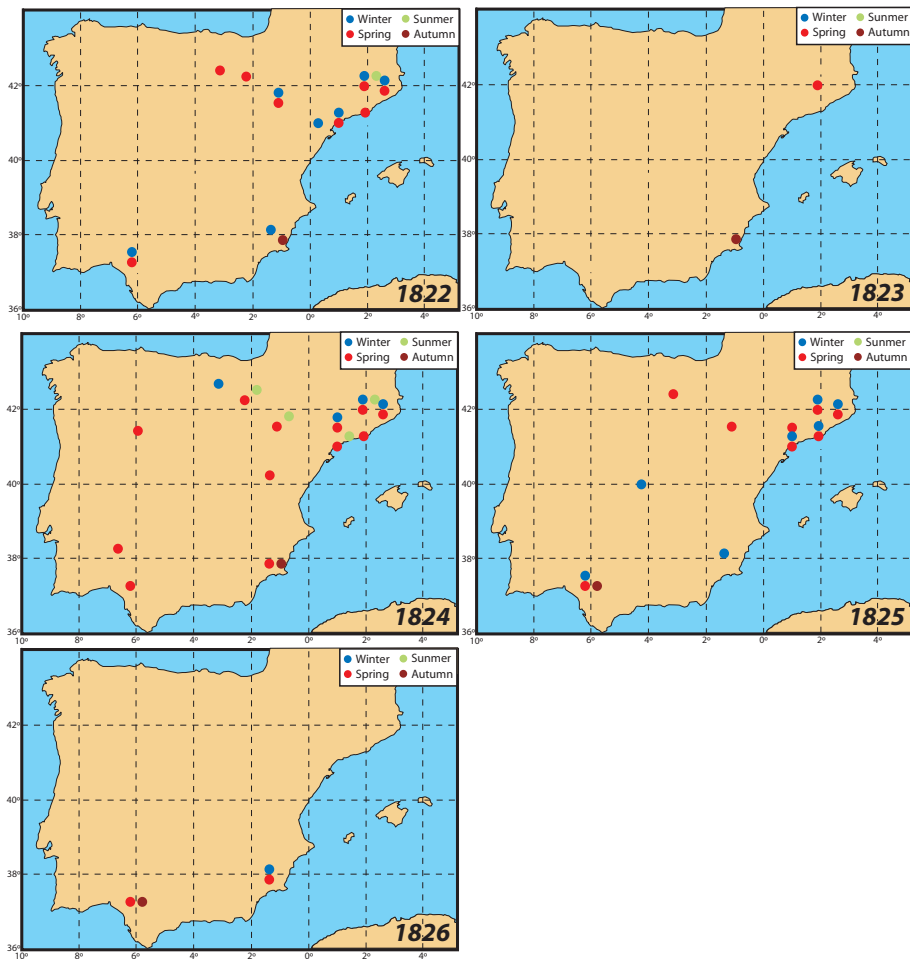 Winter Sunmer
Spring Autumn
42º
40º
38º
36º
1822
10º 8º 6º 4º 2º 0º 2º 4º
Winter Sunmer
Spring Autumn
42º
40º
38º
36º
1823
10º 8º 6º 4º 2º 0º 2º 4º
Winter Sunmer
Spring Autumn
42º
40º
38º
36º
1824
10º 8º 6º 4º 2º 0º 2º 4º
Winter Sunmer
Spring Autumn
42º
40º
38º
36º
1825
10º 8º 6º 4º 2º 0º 2º 4º
Winter Sunmer
Spring Autumn
42º
40º
38º
36º
1826
10º 8º 6º 4º 2º 0º 2º 4º